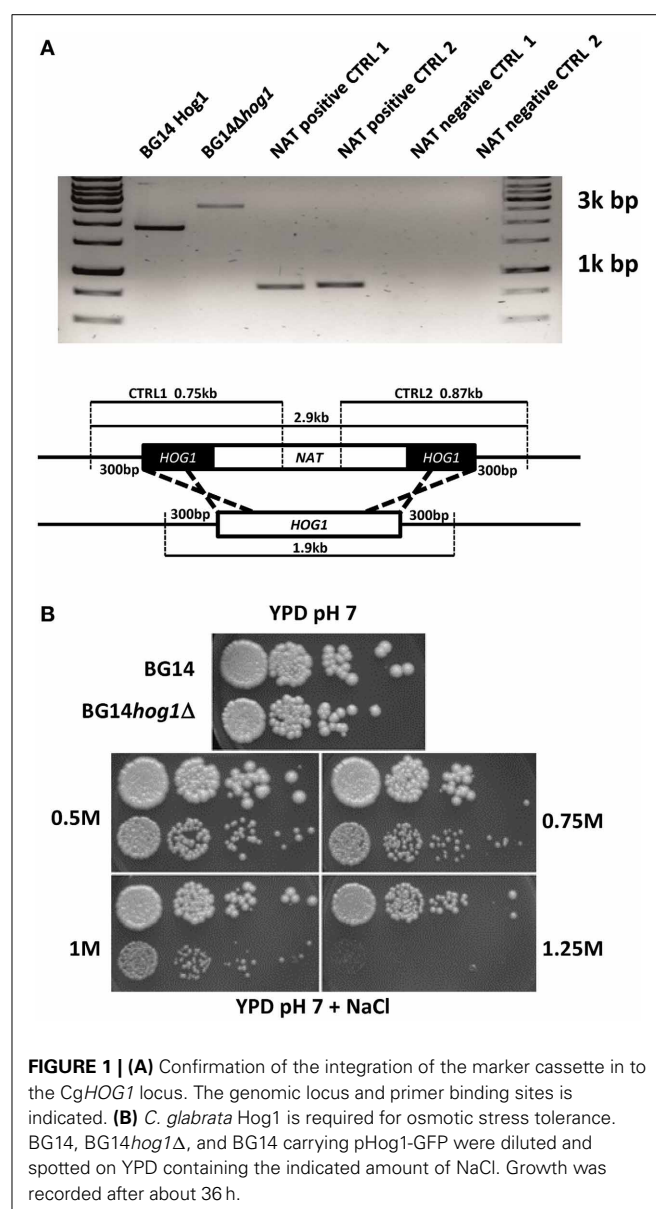 A
BG14 Hog1
BG14Δhog1
NAT positive CTRL 1
NAT positive CTRL 2
NAT negative CTRL 1
NAT negative CTRL 2
3k bp
1k bp
CTRL1 0.75kb
CTRL2 0.87kb
2.9kb
HOG1 NAT HOG1
300bp 300bp
300bp HOG1 300bp
1.9kb
B
YPD pH 7
BG14
BG14hog1Δ
0.5M 0.75M
1M 1.25M
YPD pH 7 + NaCl
FIGURE 1 | (A) Confirmation of the integration of the marker cassette in to
the CgHOG1 locus. The genomic locus and primer binding sites is
indicated. (B) C. glabrata Hog1 is required for osmotic stress tolerance.
BG14, BG14hog1Δ, and BG14 carrying pHog1-GFP were diluted and
spotted on YPD containing the indicated amount of NaCl. Growth was
recorded after about 36 h.